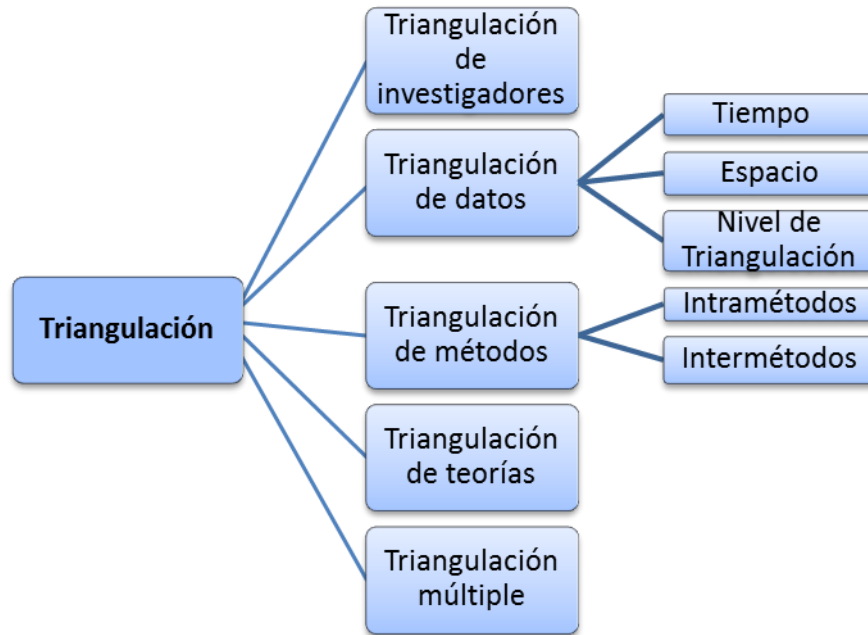 Triangulación
de
investigadores
Tiempo
Triangulación
de datos
Espacio
Nivel de
Triangulación
Triangulación
Triangulación
de métodos
Intramétodos
Intermétodos
Triangulación
de teorías
Triangulación
múltiple